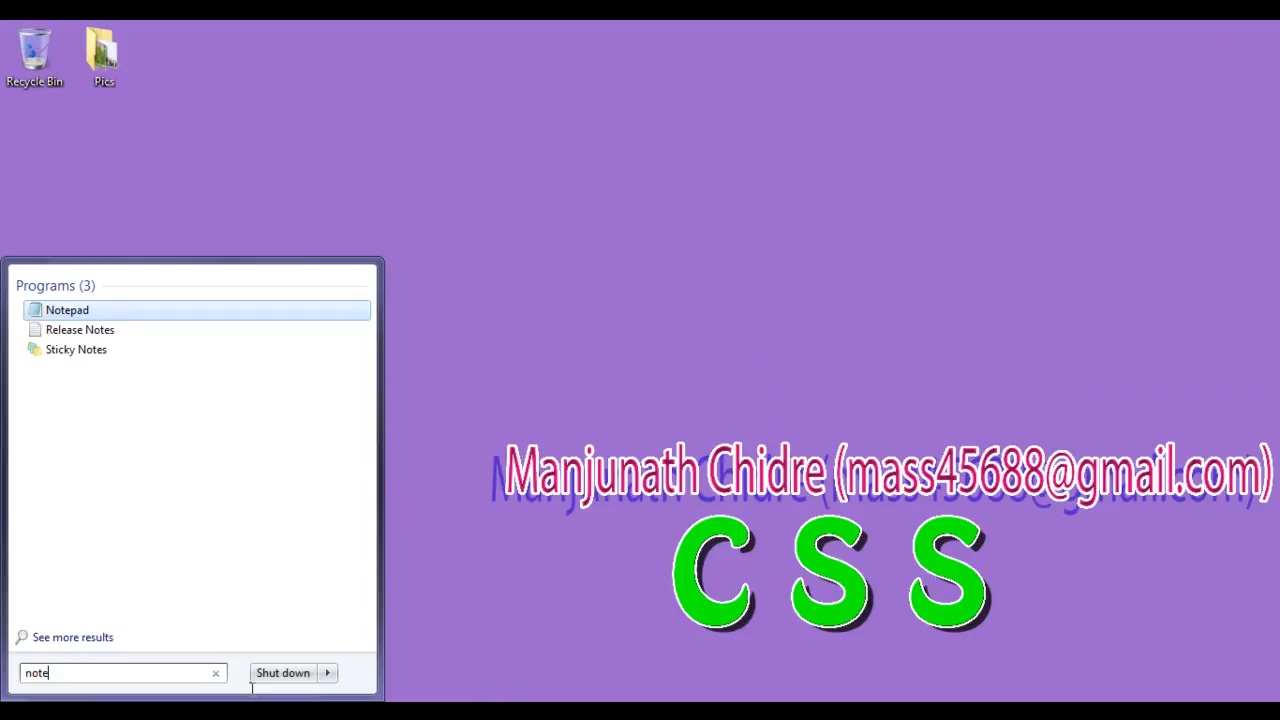 Recycle Bin
Pics
Programs (3)
Notepad
Release Notes
Sticky Notes
See more results
note
Shut down
Manjunath Chidre (mass45688@gmail.com)
CSS